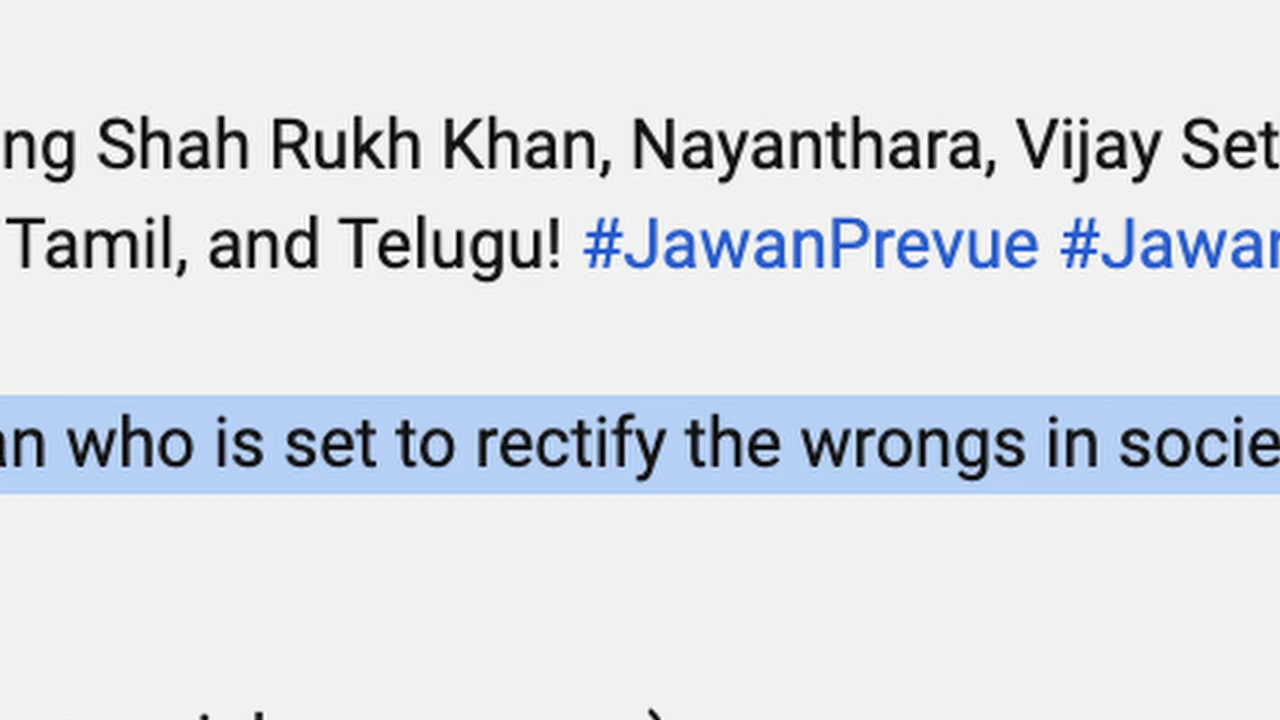 ng Shah Rukh Khan, Nayanthara, Vijay Set
Tamil, and Telugu! #JawanPrevue #Jawan
an who is set to rectify the wrongs in socie